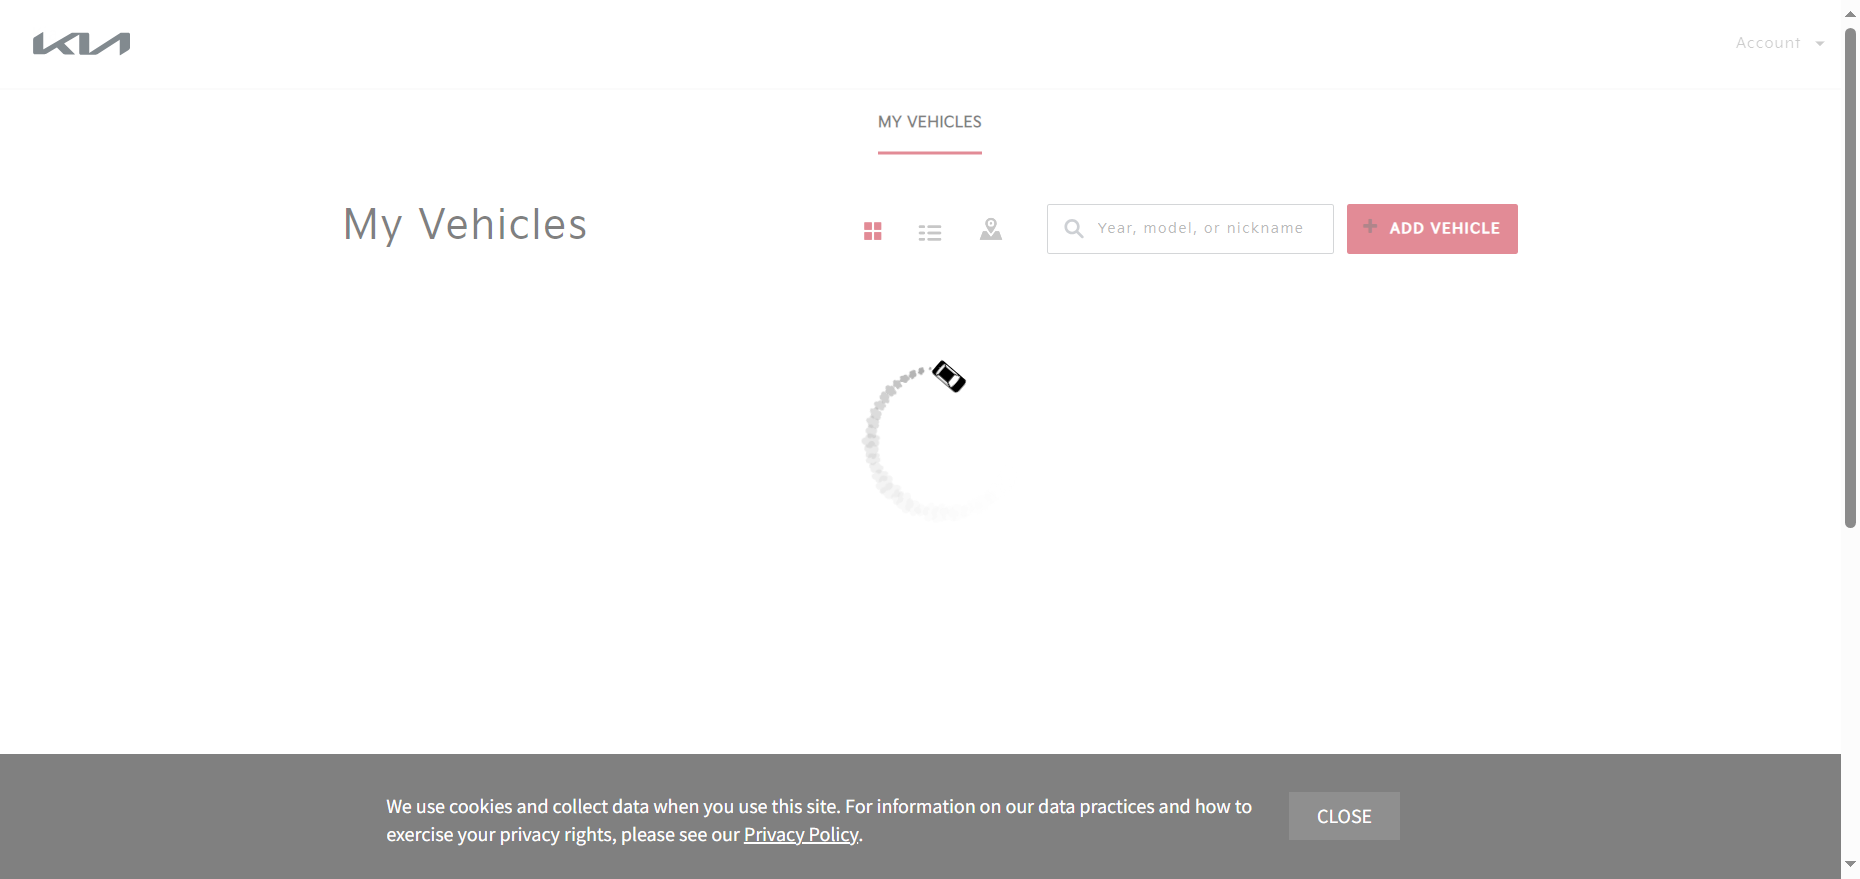 KIA
Account
MY VEHICLES
My Vehicles
Year, model, or nickname
ADD VEHICLE
We use cookies and collect data when you use this site. For information on our data practices and how to
exercise your privacy rights, please see our Privacy Policy.
CLOSE